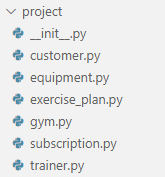 project
__init__.py
customer.py
equipment.py
exercise_plan.py
gym.py
subscription.py
trainer.py